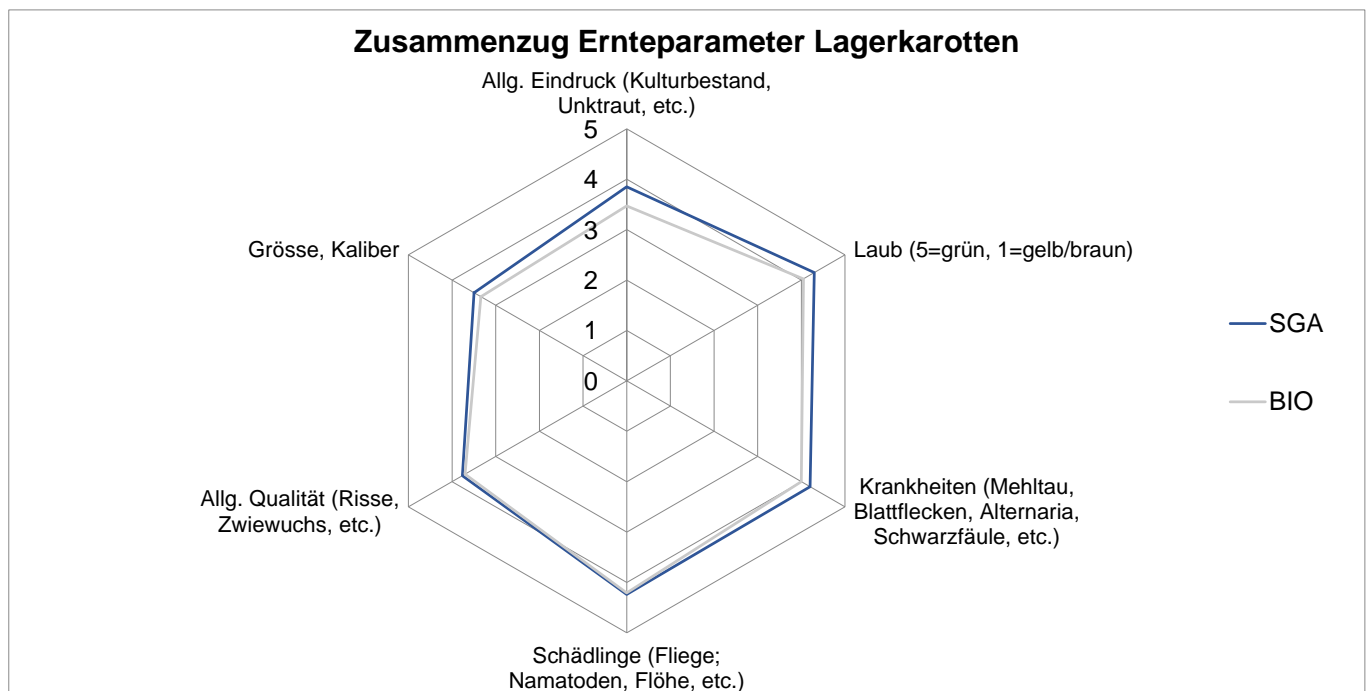 Zusammenzug Ernteparameter Lagerkarotten
Allg. Eindruck (Kulturbestand,
Unktraut, etc.)
5
4
3
2
1
0
Grösse, Kaliber
Laub (5=grün, 1=gelb/braun)
SGA
BIO
Allg. Qualität (Risse,
Zwiewuchs, etc.)
Krankheiten (Mehltau,
Blattflecken, Alternaria,
Schwarzfäule, etc.)
Schädlinge (Fliege;
Namatoden, Flöhe, etc.)